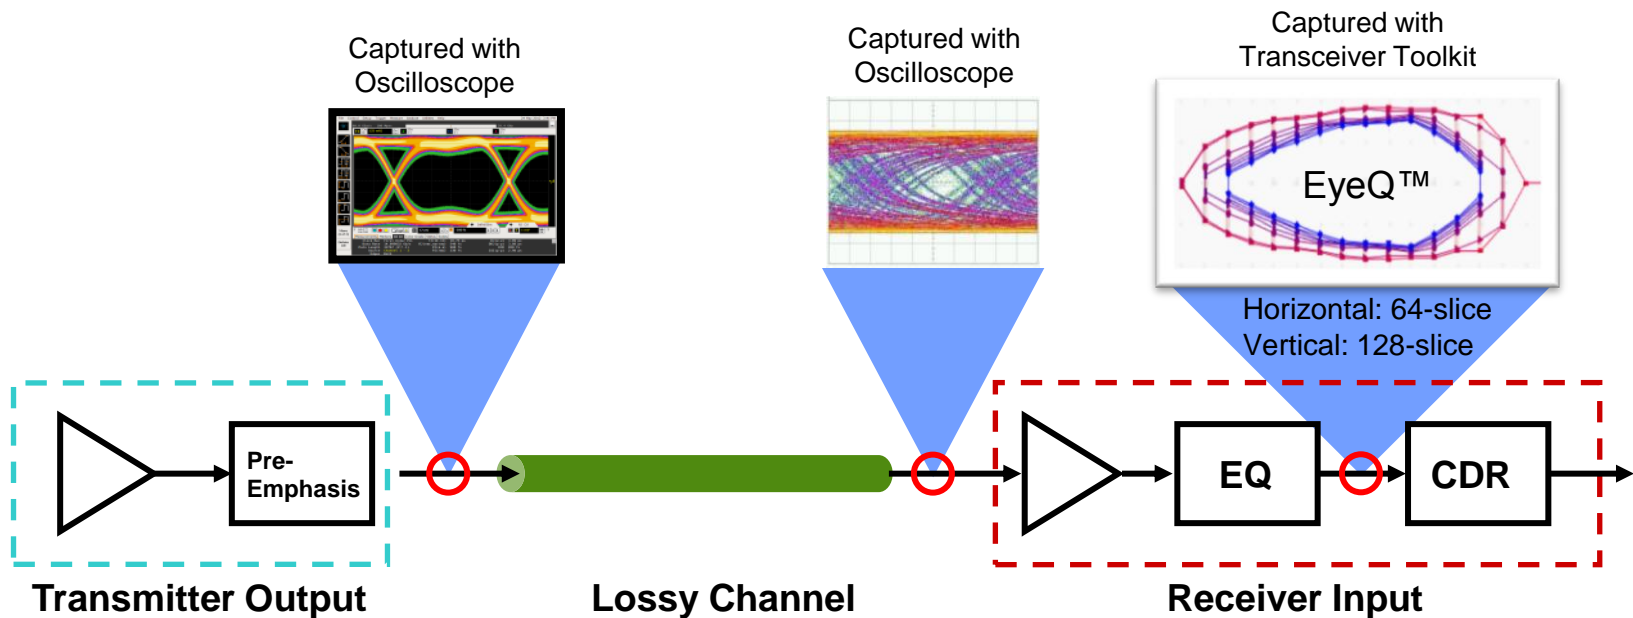 Captured with
Oscilloscope
Captured with
Oscilloscope
Captured with
Transceiver Toolkit
EyeQ™
Horizontal: 64-slice
Vertical: 128-slice
Pre-
Emphasis
EQ
CDR
Transmitter Output
Lossy Channel
Receiver Input